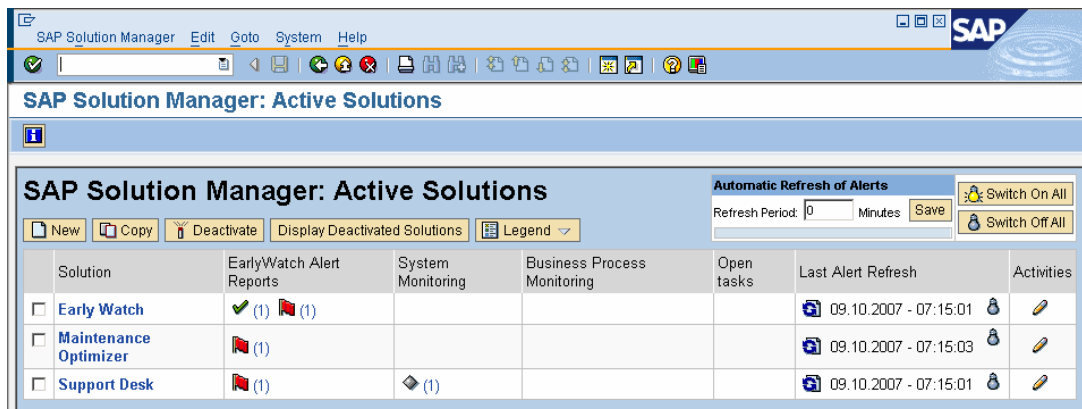 SAP Solution Manager Edit Goto System Help
SAP
SAP Solution Manager: Active Solutions
SAP Solution Manager: Active Solutions
Automatic Refresh of Alerts
Refresh Period: 0 Minutes Save
Switch On All
Switch Off All
New Copy Deactivate Display Deactivated Solutions Legend
Solution EarlyWatch Alert Reports System Monitoring Business Process Monitoring Open tasks Last Alert Refresh Activities
Early Watch (1) (1) 09.10.2007 - 07:15:01
Maintenance Optimizer (1) 09.10.2007 - 07:15:03
Support Desk (1) (1) 09.10.2007 - 07:15:01